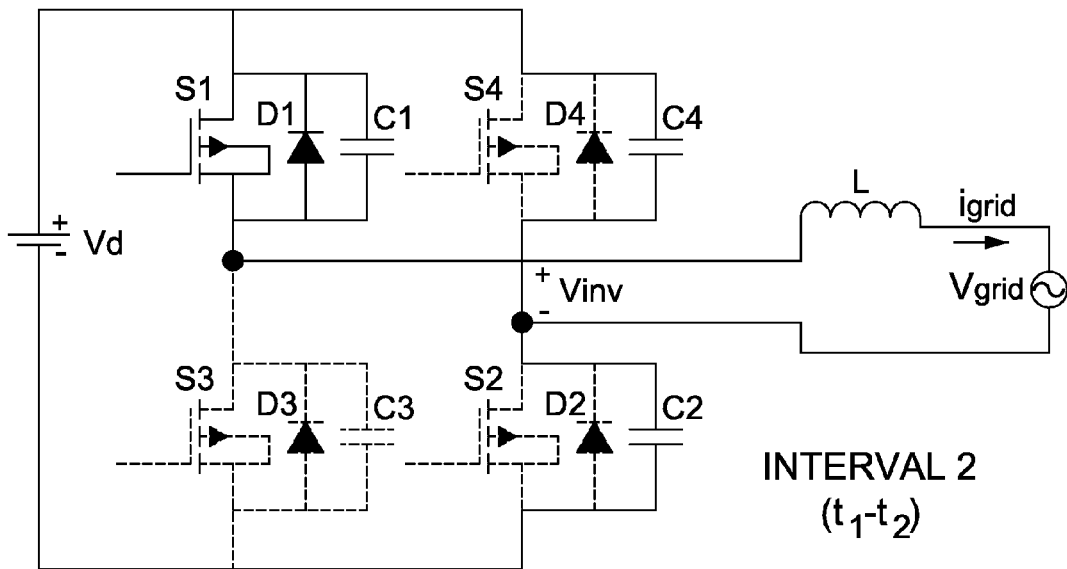 S1
D1
C1
S4
D4
C4
L
igrid
+
-
Vd
+
Vinv
-
Vgrid
S3
D3
C3
S2
D2
C2
INTERVAL 2
(t1-t2)